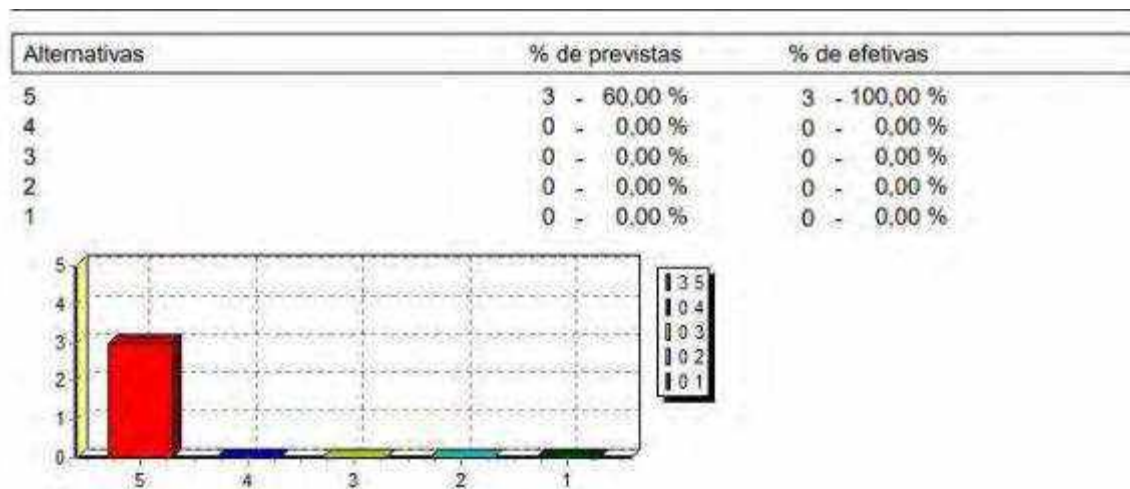 Alternativas % de previstas % de efetivas
5 3 - 60,00 % 3 - 100,00 %
4 0 - 0,00 % 0 - 0,00 %
3 0 - 0,00 % 0 - 0,00 %
2 0 - 0,00 % 0 - 0,00 %
1 0 - 0,00 % 0 - 0,00 %
5
4
3
2
1
0
5 4 3 2 1
3 5
0 4
0 3
0 2
0 1